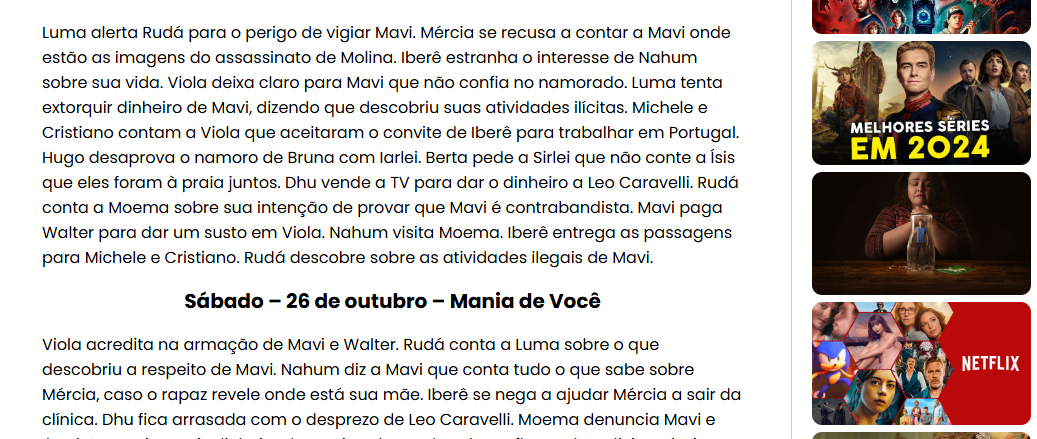 Luma alerta Rudá para o perigo de vigiar Mavi. Mércia se recusa a contar a Mavi onde
estão as imagens do assassinato de Molina. Iberê estranha o interesse de Nahum
sobre sua vida. Viola deixa claro para Mavi que não confia no namorado. Luma tenta
extorquir dinheiro de Mavi, dizendo que descobriu suas atividades ilícitas. Michele e
Cristiano contam a Viola que aceitaram o convite de Iberê para trabalhar em Portugal.
Hugo desaprova o namoro de Bruna com Iarlei. Berta pede a Sirlei que não conte a Ísis
que eles foram à praia juntos. Dhu vende a TV para dar o dinheiro a Leo Caravelli. Rudá
conta a Moema sobre sua intenção de provar que Mavi é contrabandista. Mavi paga
Walter para dar um susto em Viola. Nahum visita Moema. Iberê entrega as passagens
para Michele e Cristiano. Rudá descobre sobre as atividades ilegais de Mavi.
Sábado – 26 de outubro – Mania de Você
Viola acredita na armação de Mavi e Walter. Rudá conta a Luma sobre o que
descobriu a respeito de Mavi. Nahum diz a Mavi que conta tudo o que sabe sobre
Mércia, caso o rapaz revele onde está sua mãe. Iberê se nega a ajudar Mércia a sair da
clínica. Dhu fica arrasada com o desprezo de Leo Caravelli. Moema denuncia Mavi e
MELHORES SÉRIES
EM 2024
NETFLIX